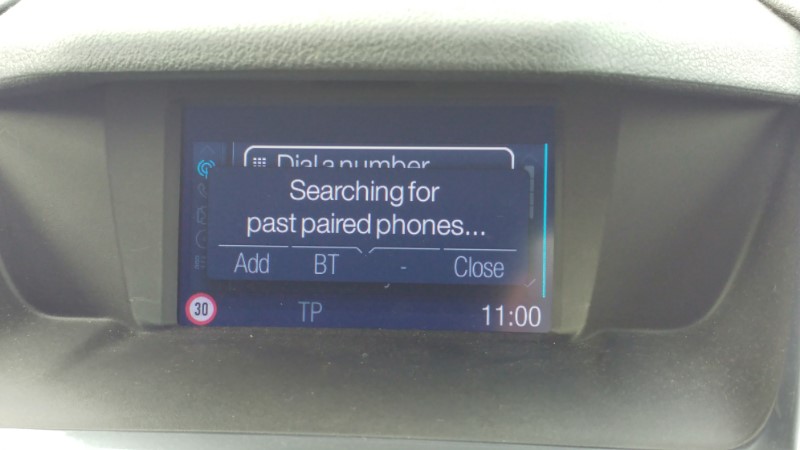 Dial a number
Searching for
past paired phones...
Add BT - Close
30 TP 11:00